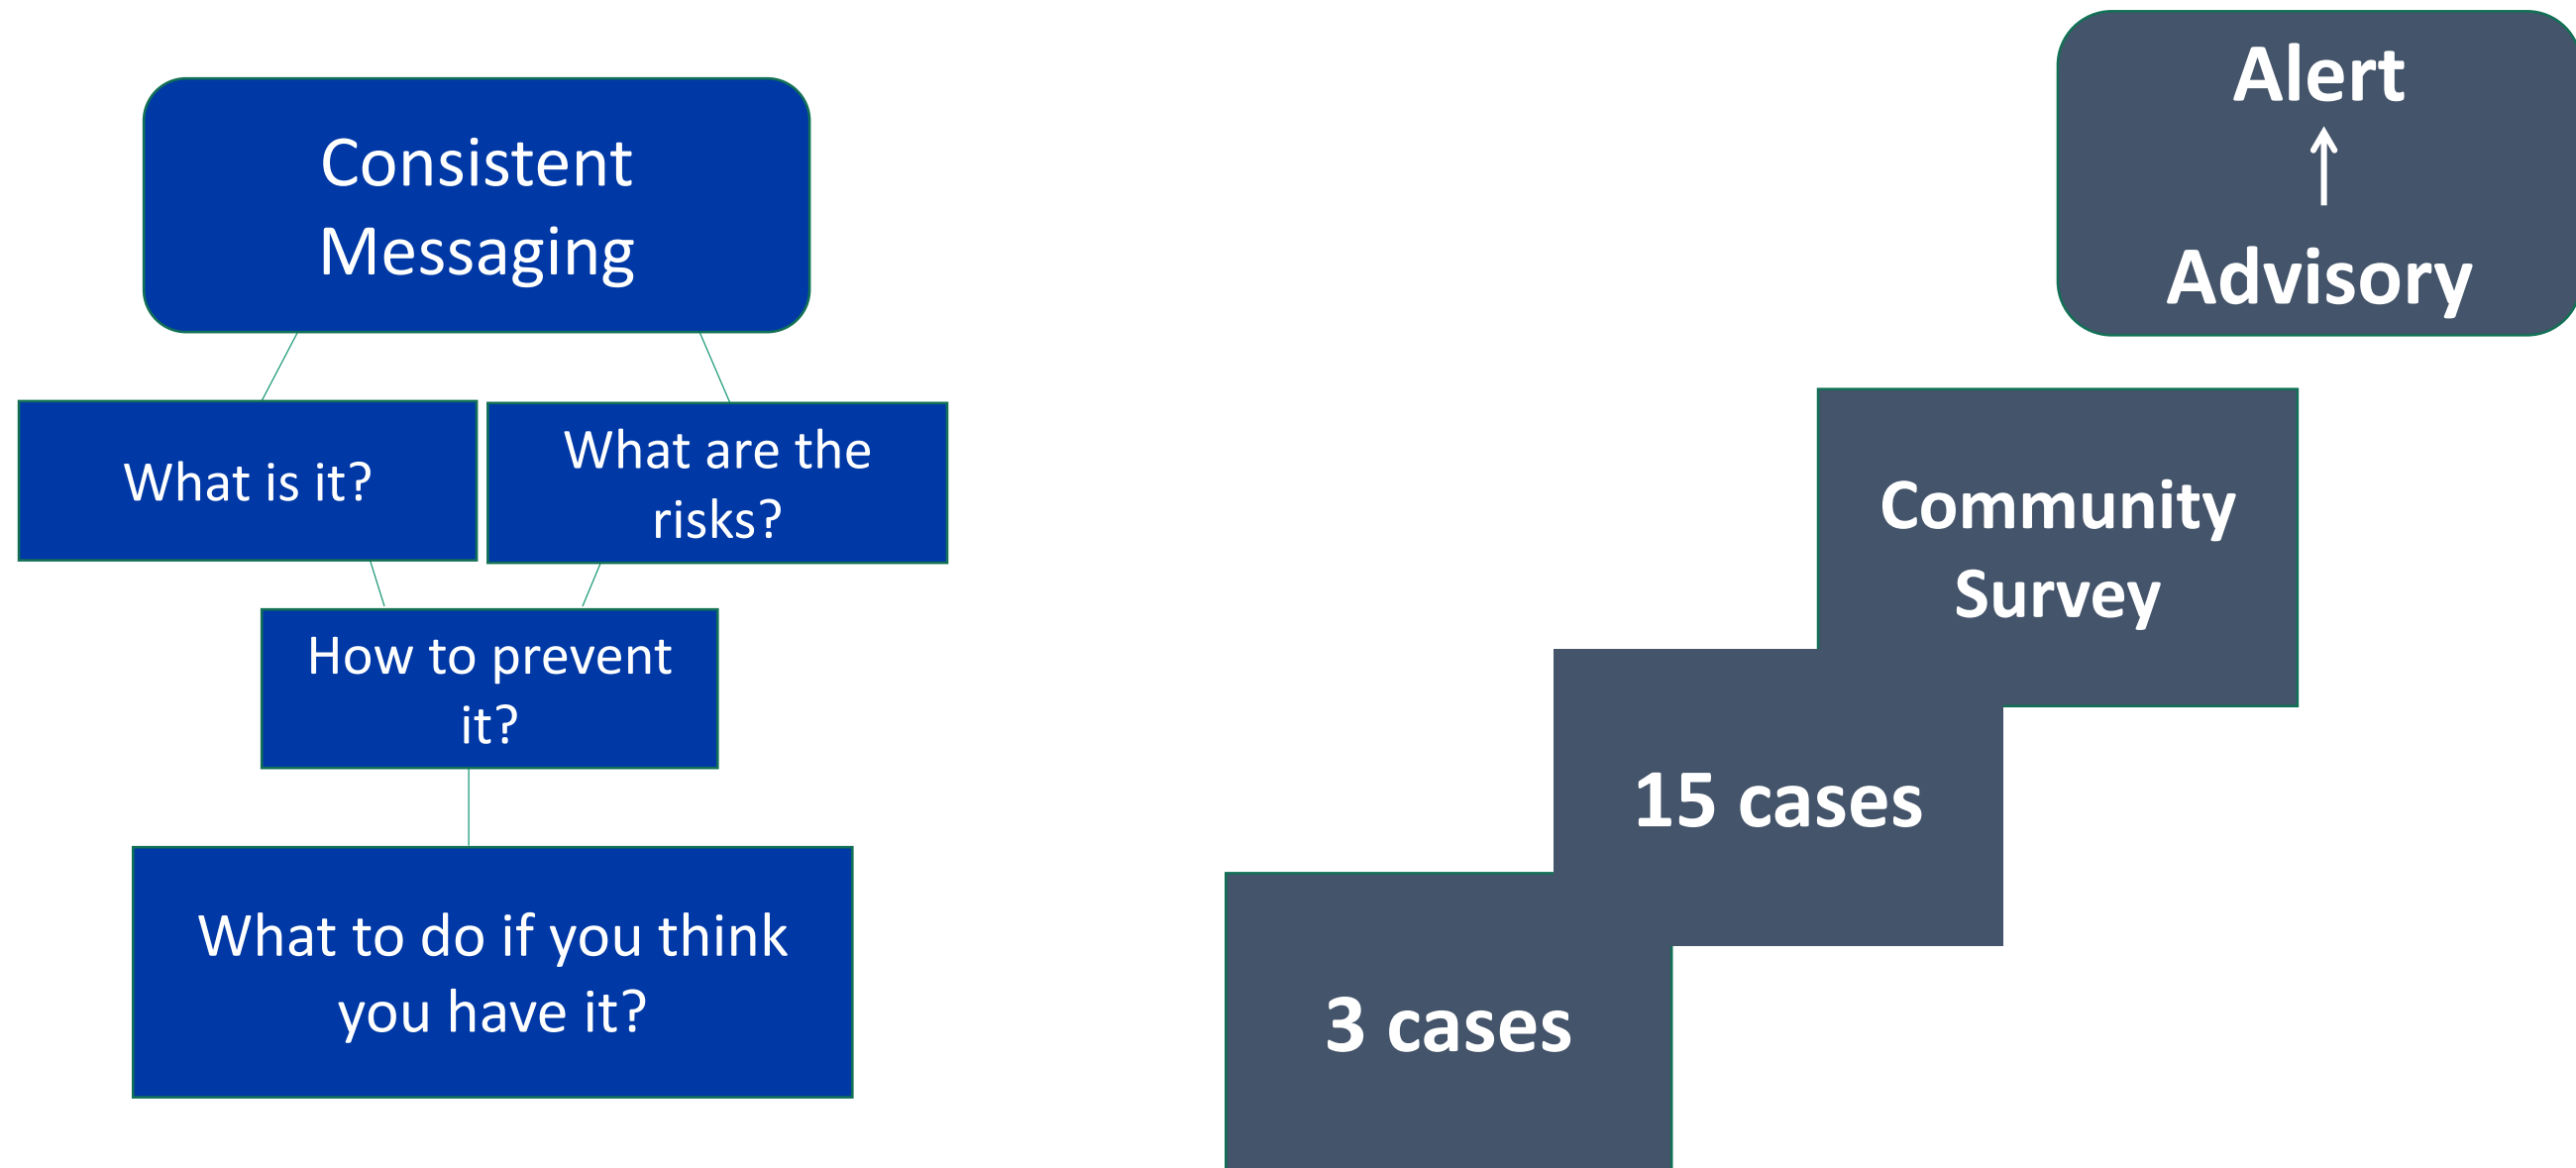 Consistent
Messaging
What is it?
What are the
risks?
How to prevent
it?
What to do if you think
you have it?
Alert
Advisory
Community
Survey
15 cases
3 cases